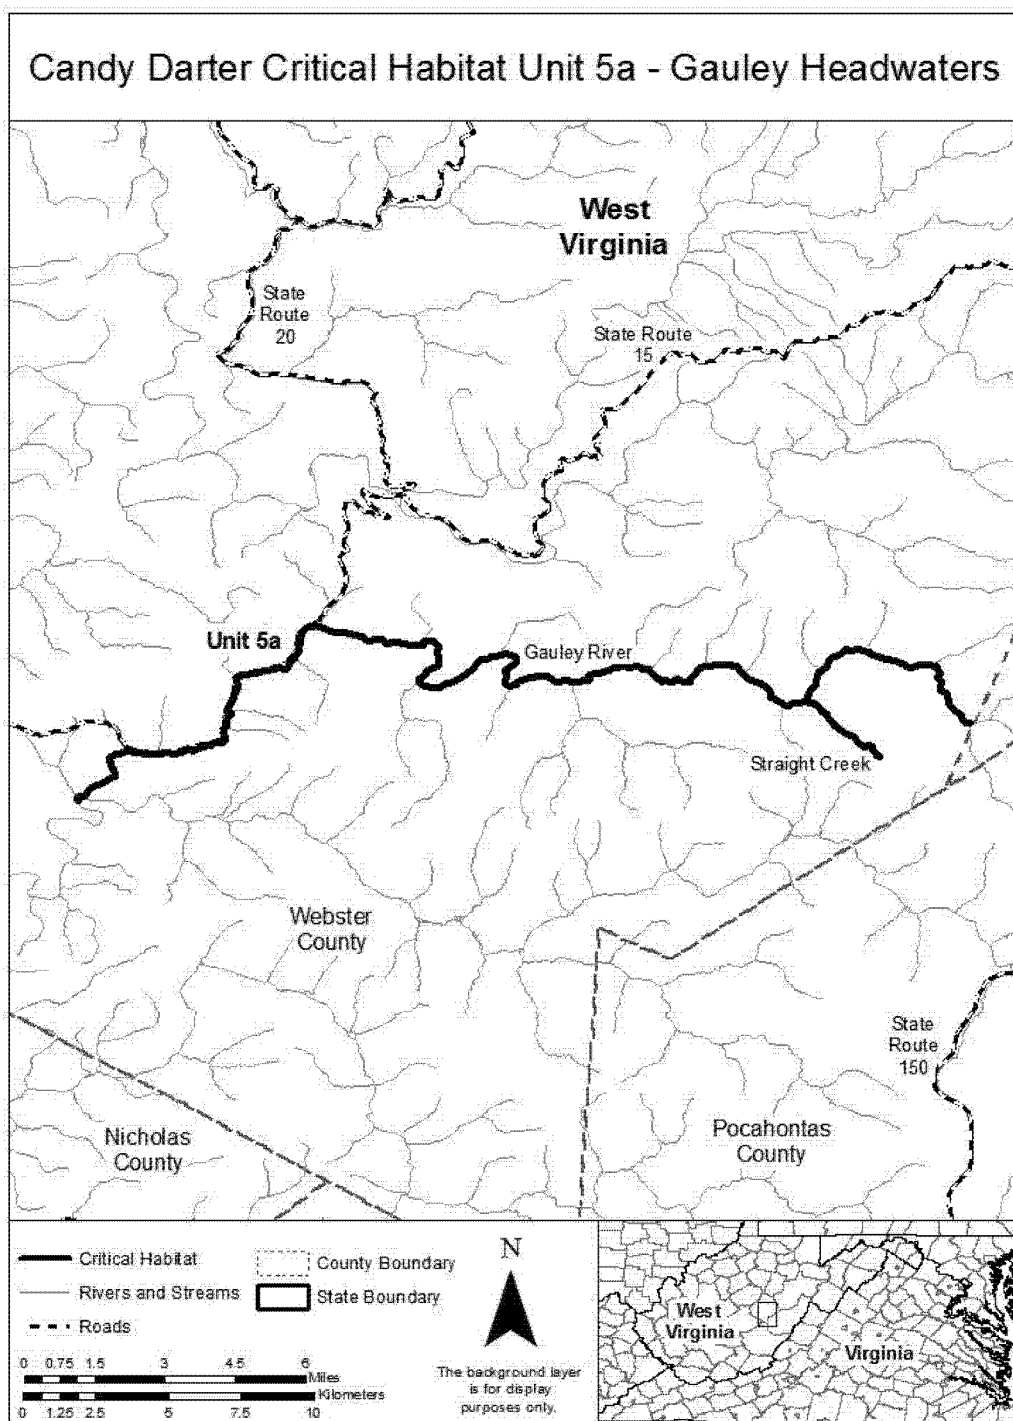 Candy Darter Critical Habitat Unit 5a - Gauley Headwaters
West
Virginia
State
Route
20
State Route
15
Unit 5a
Gauley River
Straight Creek
Webster
County
State
Route
150
Nicholas
County
Pocahontas
County
Critical Habitat
County Boundary
Rivers and Streams
State Boundary
Roads
0 0.75 1.5 3 4.5 6
Miles
Kilometers
0 1.25 2.5 5 7.5 10
N
The background layer
is for display
purposes only.
West
Virginia
Virginia